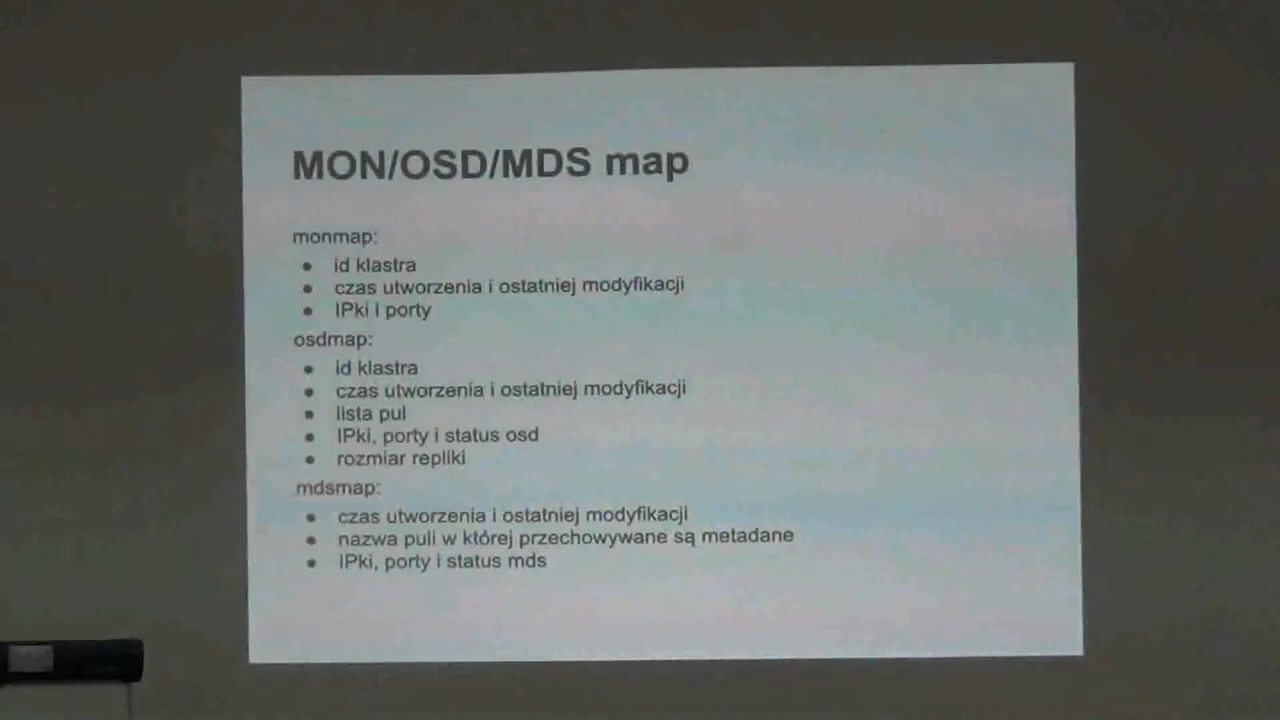 MON/OSD/MDS map
monmap:
● id klastra
● czas utworzenia i ostatniej modyfikacji
● IPki i porty
osdmap:
● id klastra
● czas utworzenia i ostatniej modyfikacji
● lista pul
● IPki, porty i status osd
● rozmiar repliki
mdsmap:
● czas utworzenia i ostatniej modyfikacji
● nazwa puli w której przechowywane są metadane
● IPki, porty i status mds